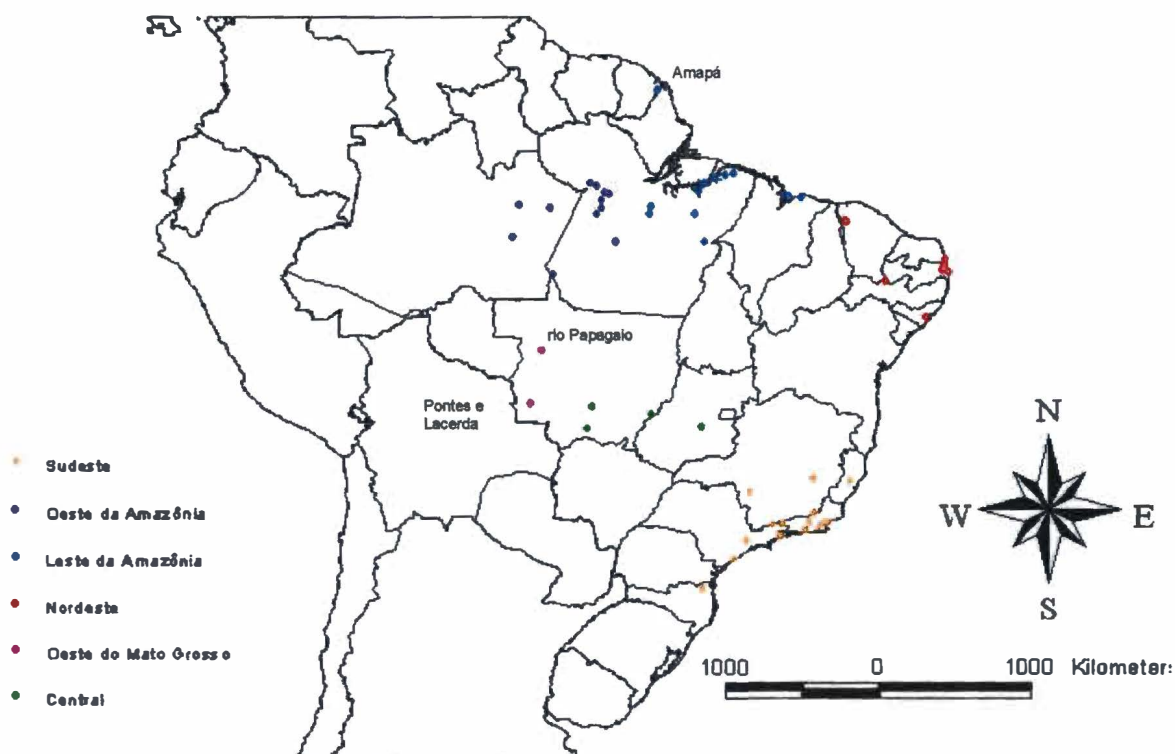 Amapá
rio Papagaio
Pontes e
Lacerda
Sudeste
Oeste da Amazônia
Leste da Amazônia
Nordeste
Oeste do Mato Grosso
Central
N
W
E
S
1000 0 1000 Kilometer: